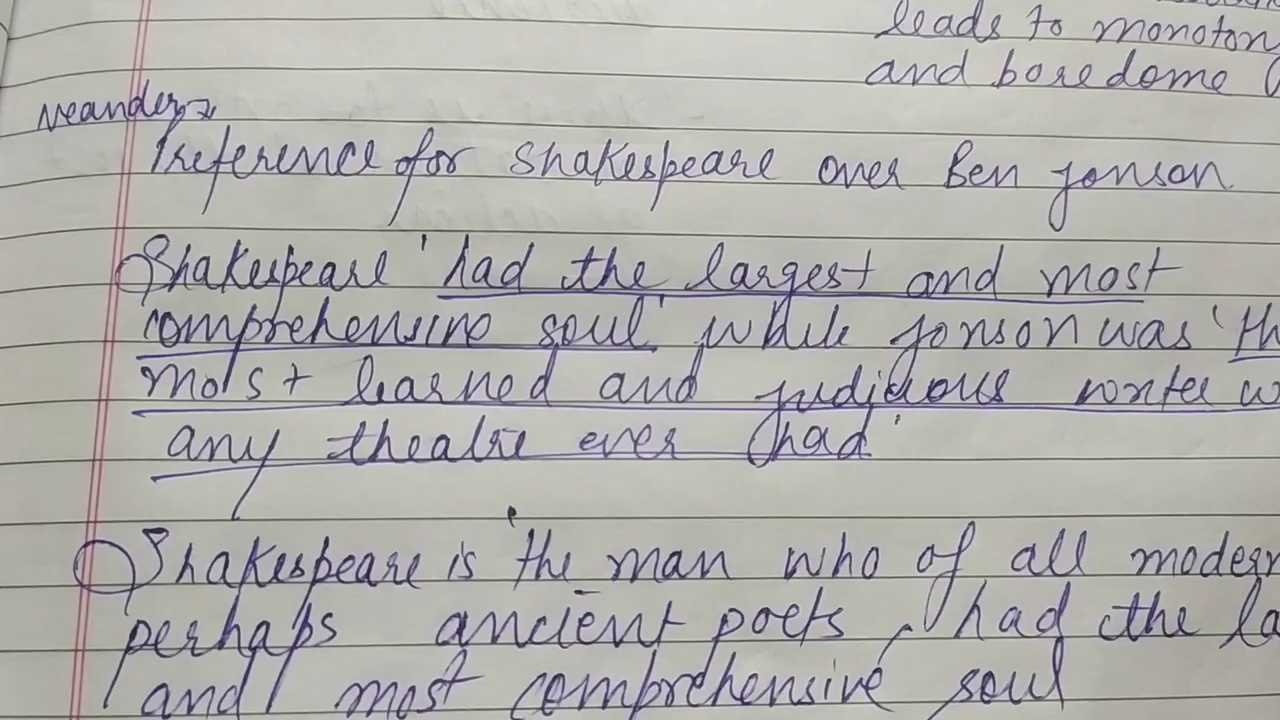 leads to monoton
and boredome (
Neander →
Preference for Shakespeare over Ben Jonson.
Shakespeare 'had the largest and most
comprehensive soul' while Jonson was 'th
most learned and judicious writer w
any theatre ever had'
Shakespeare is 'the man who of all modern
perhaps ancient poets, had the la
and most comprehensive soul